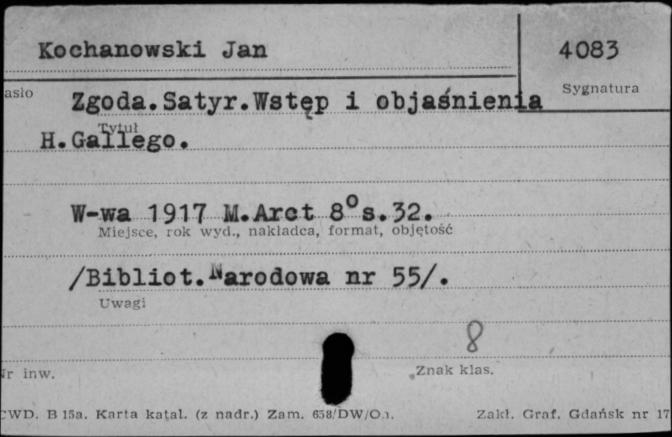 Kochanowski Jan 4083
asło Sygnatura
Zgoda.Satyr.Wstęp i objaśnienia
Tytuł
H.Gallego.
W-wa 1917 M.Arct 8° s.32.
Miejsce, rok wyd., nakładca, format, objętość
/Bibliot.Narodowa nr 55/.
Uwagi
8
Nr inw. Znak klas.
CWD. B 15a. Karta katal. (z nadr.) Zam. 658/DW/O. Zakł. Graf. Gdańsk nr 17